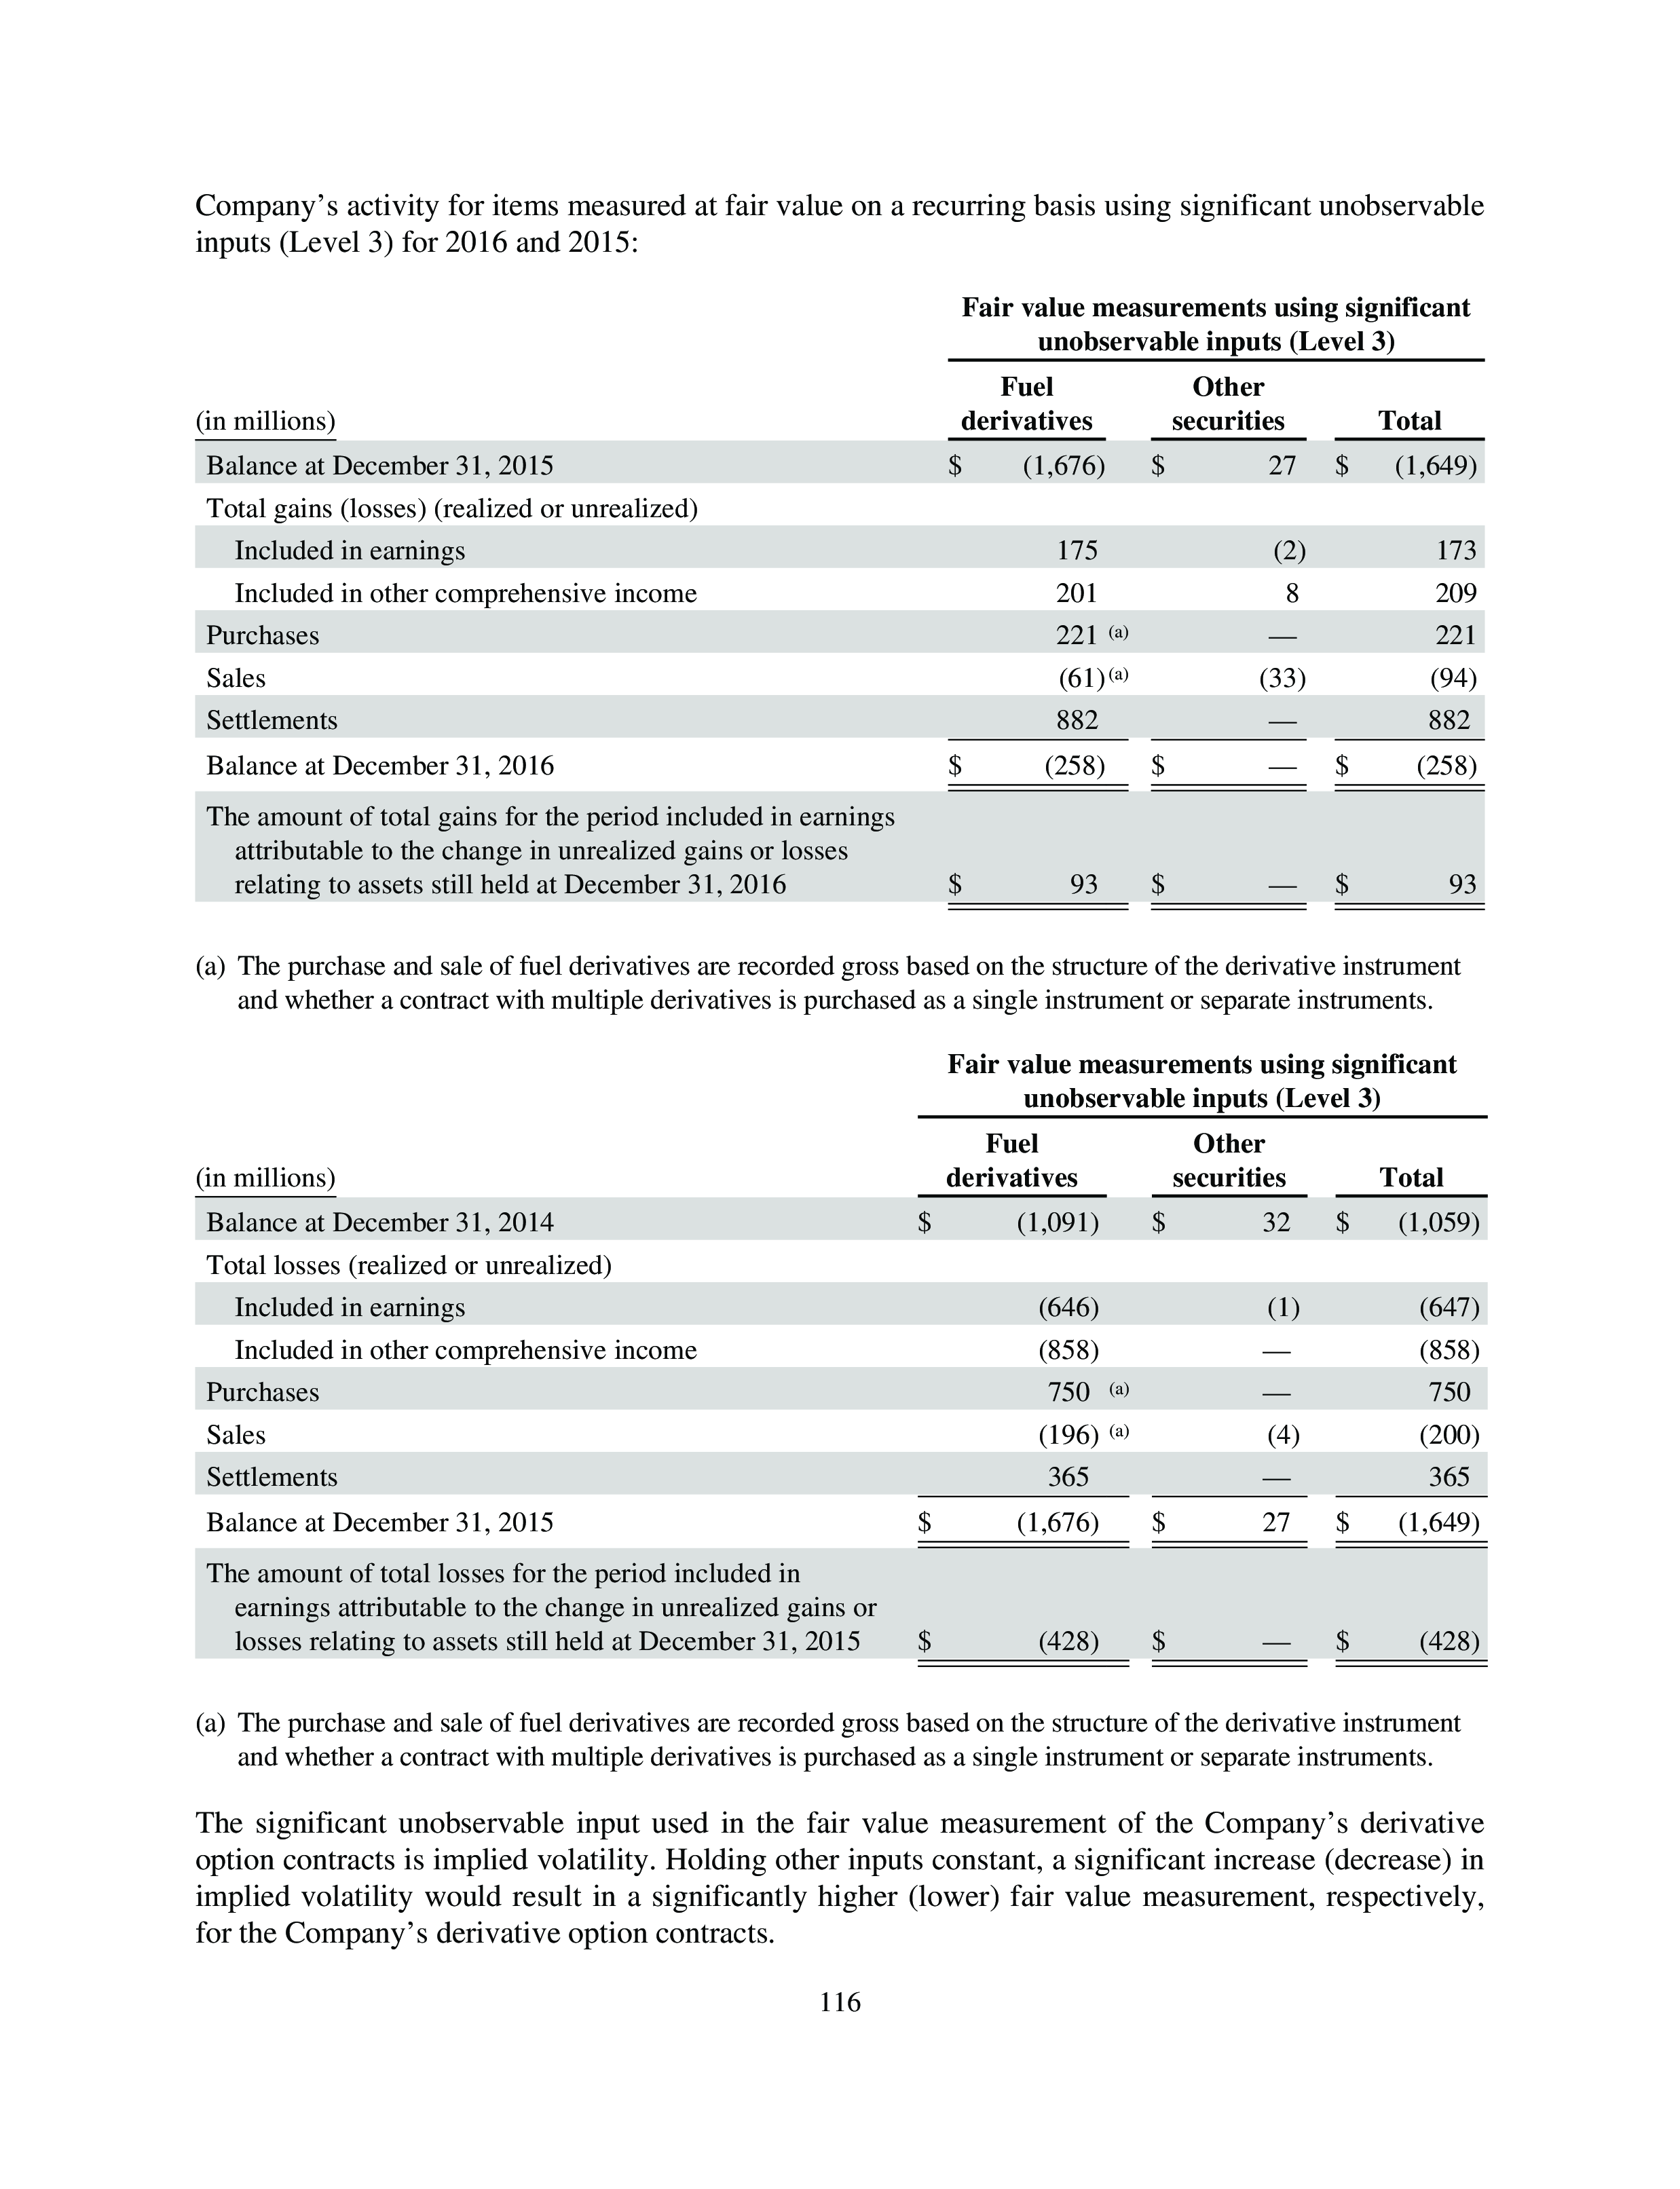 Company’s activity for items measured at fair value on a recurring basis using significant unobservable
inputs (Level 3) for 2016 and 2015:
Fair value measurements using significant
unobservable inputs (Level 3)
Fuel Other
(in millions) derivatives securities Total
Balance at December 31, 2015 $ (1,676) $ 27 $ (1,649)
Total gains (losses) (realized or unrealized)
Included in earnings 175 (2) 173
Included in other comprehensive income 201 8 209
Purchases 221 (a) — 221
Sales (61) (a) (33) (94)
Settlements 882 — 882
Balance at December 31, 2016 $ (258) $ — $ (258)
The amount of total gains for the period included in earnings
attributable to the change in unrealized gains or losses
relating to assets still held at December 31, 2016 $ 93 $ — $ 93
(a) The purchase and sale of fuel derivatives are recorded gross based on the structure of the derivative instrument
and whether a contract with multiple derivatives is purchased as a single instrument or separate instruments.
Fair value measurements using significant
unobservable inputs (Level 3)
Fuel Other
(in millions) derivatives securities Total
Balance at December 31, 2014 $ (1,091) $ 32 $ (1,059)
Total losses (realized or unrealized)
Included in earnings (646) (1) (647)
Included in other comprehensive income (858) — (858)
Purchases 750 (a) — 750
Sales (196) (a) (4) (200)
Settlements 365 — 365
Balance at December 31, 2015 $ (1,676) $ 27 $ (1,649)
The amount of total losses for the period included in
earnings attributable to the change in unrealized gains or
losses relating to assets still held at December 31, 2015 $ (428) $ — $ (428)
(a) The purchase and sale of fuel derivatives are recorded gross based on the structure of the derivative instrument
and whether a contract with multiple derivatives is purchased as a single instrument or separate instruments.
The significant unobservable input used in the fair value measurement of the Company’s derivative
option contracts is implied volatility. Holding other inputs constant, a significant increase (decrease) in
implied volatility would result in a significantly higher (lower) fair value measurement, respectively,
for the Company’s derivative option contracts.
116